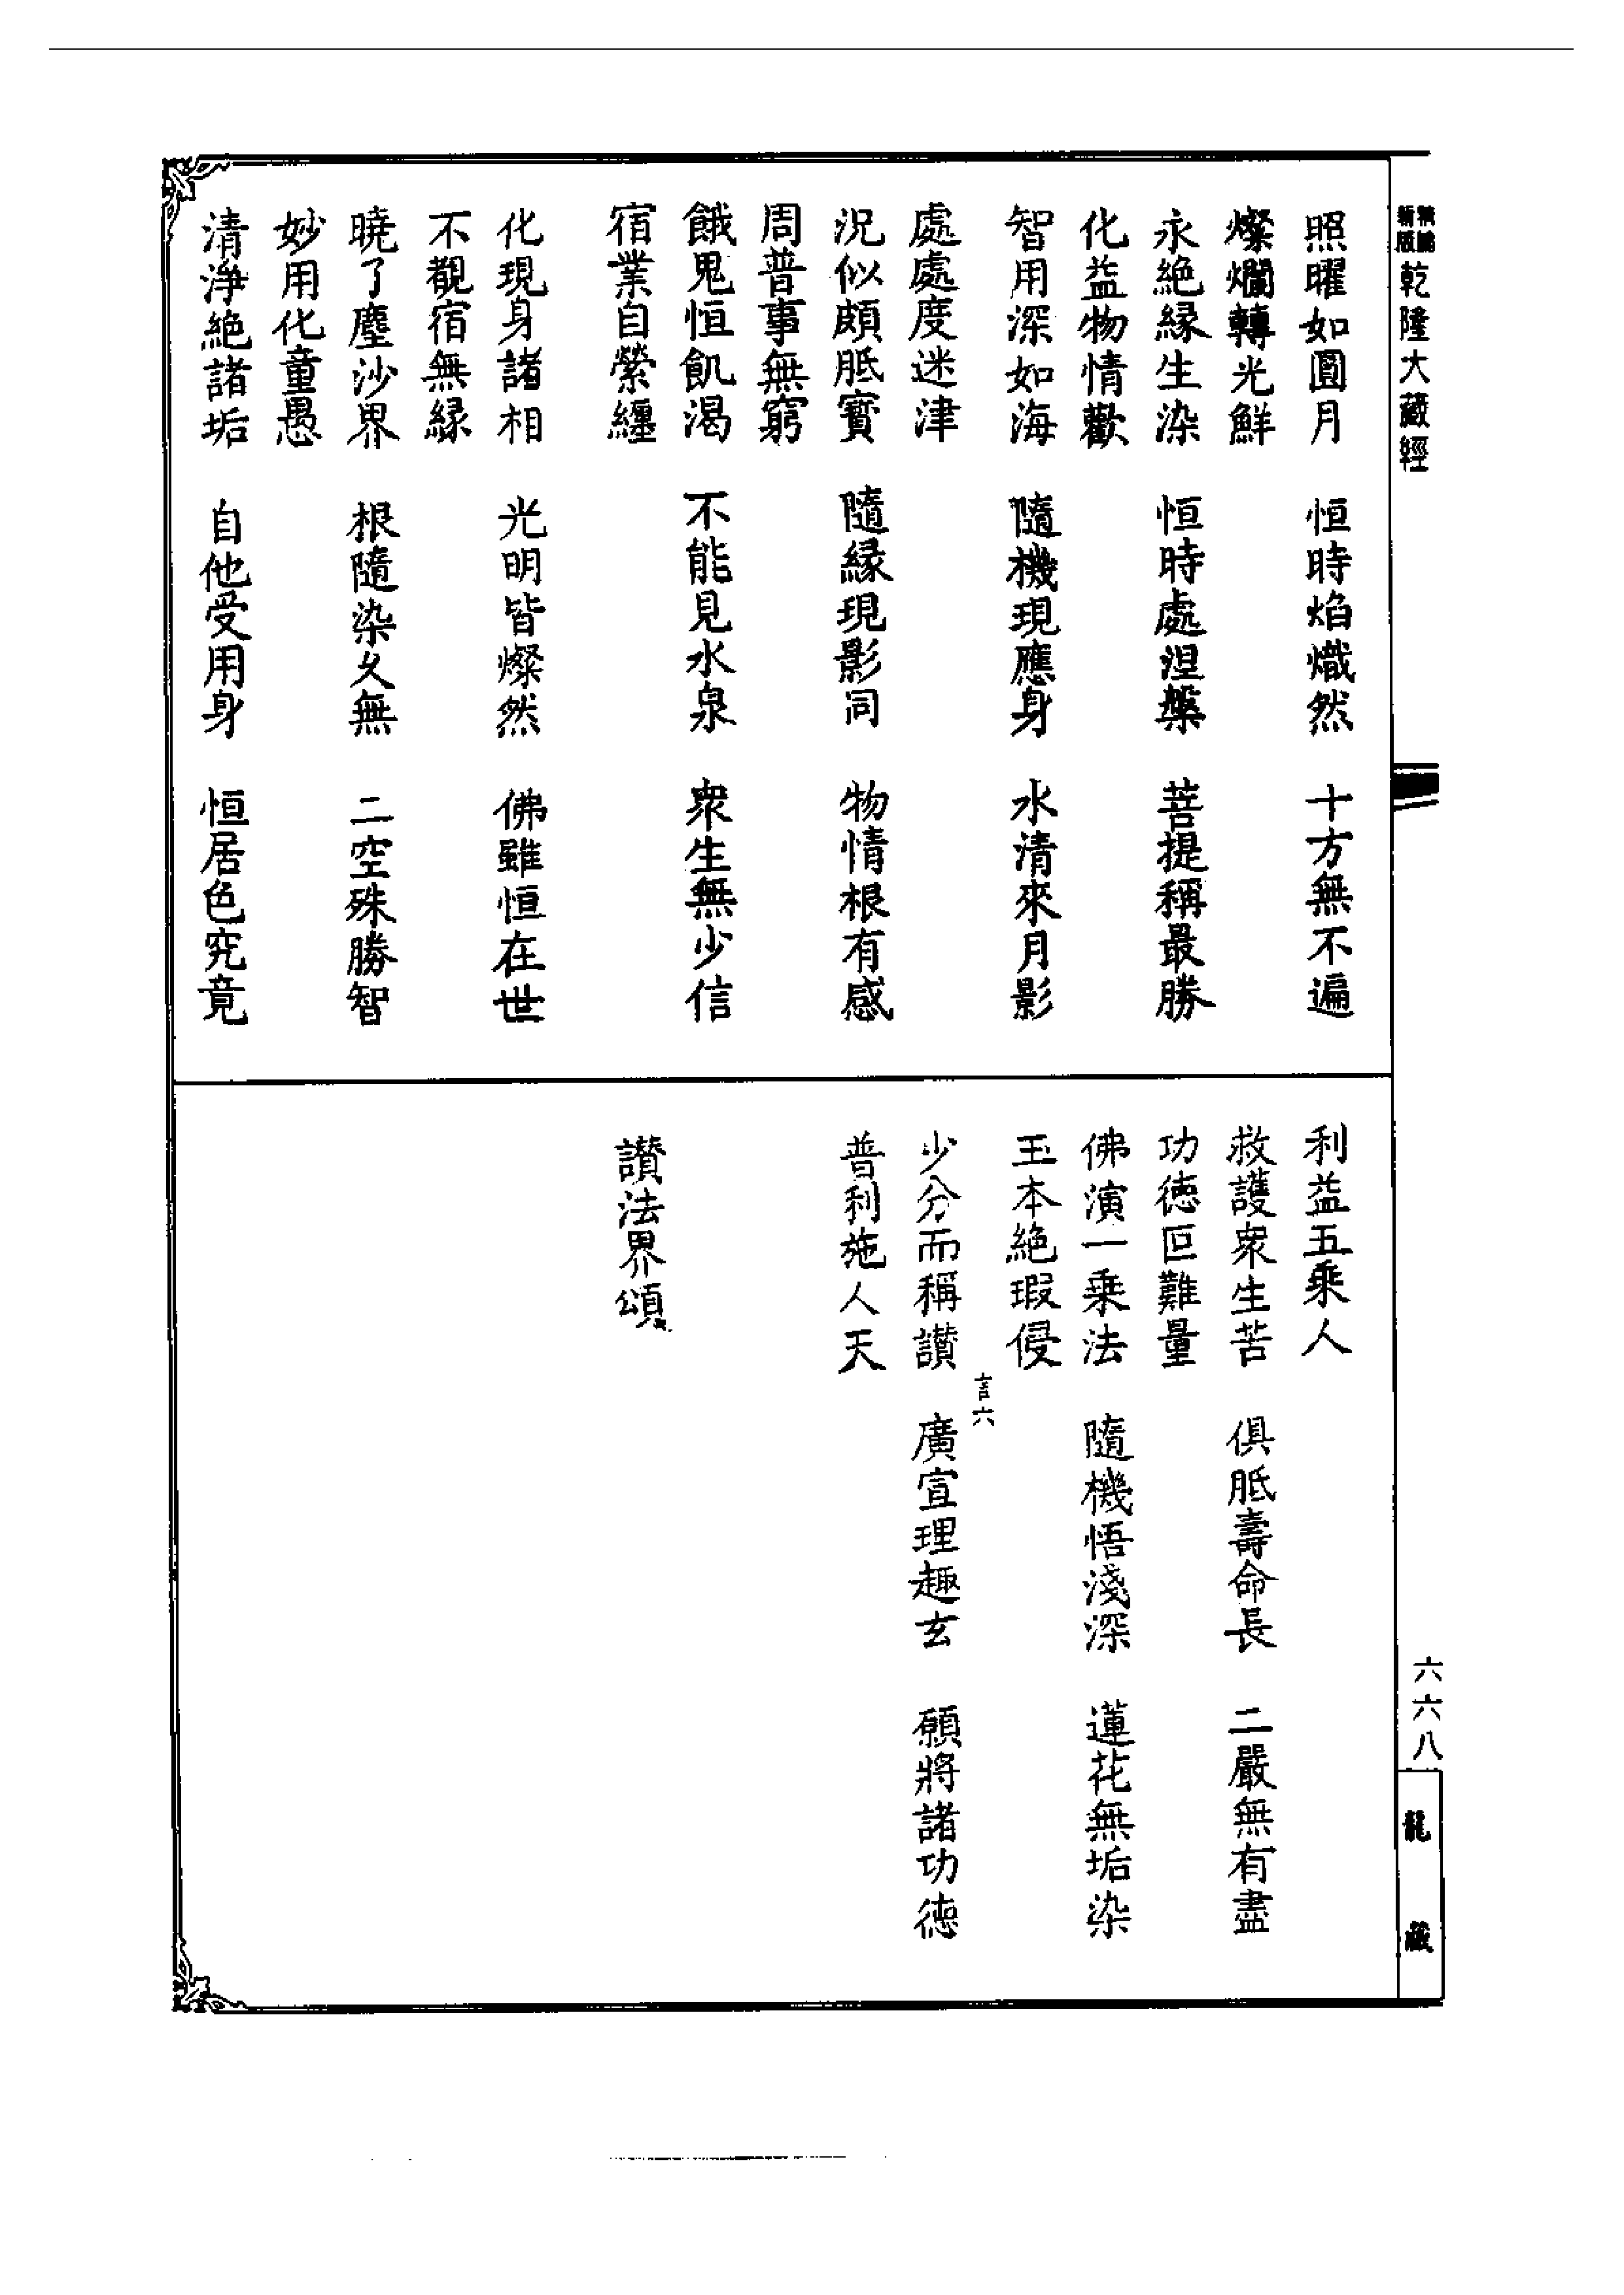 新版
精編
乾隆大藏經
照曜如圓月　恒時焰熾然　十方無不遍
燦爛轉光鮮
永絶緣生染　恒時處涅槃　菩提稱最勝
化益物情歡
智用深如海　隨機現應身　水清來月影
處處度迷津
況似頗胝寶　隨緣現影同　物情根有感
周普事無窮
餓鬼恒飢渴　不能見水泉　衆生無少信
宿業自縈纏
化現身諸相　光明皆燦然　佛雖恒在世
不觀宿無緣
曉了塵沙界　根隨染久無　二空殊勝智
妙用化童愚
清淨絶諸垢　自他受用身　恒居色究竟
利益五乘人
救護衆生苦　俱胝壽命長　二嚴無有盡
功德叵難量
佛演一乘法　隨機悟淺深　蓮花無垢染
玉本絶瑕侵
言六
少分而稱讃　廣宣理趣玄　願將諸功德
普利施人天
讃法界頌
六六八
龍藏